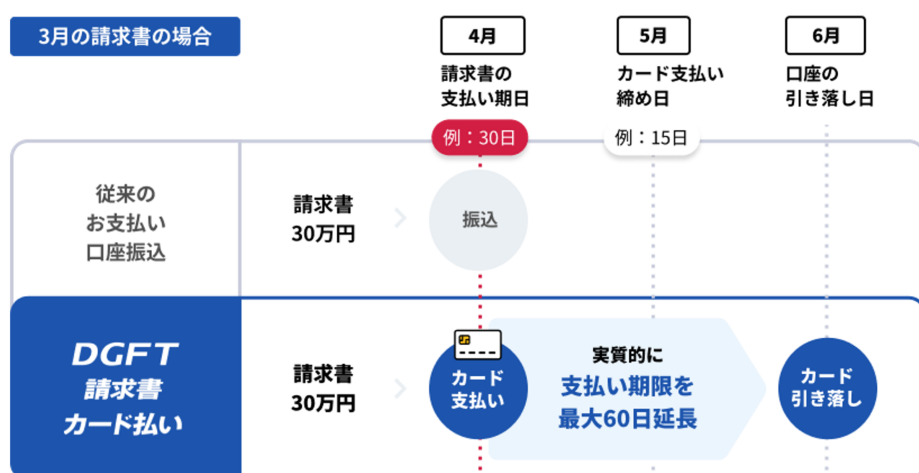 3月の請求書の場合
4月
5月
6月
請求書の
支払い期日
カード支払い
締め日
口座の
引き落し日
例：30日
例：15日
従来の
お支払い
口座振込
請求書
30万円
振込
DGFT
請求書
カード払い
請求書
30万円
カード
支払い
実質的に
支払い期限を
最大60日延長
カード
引き落し